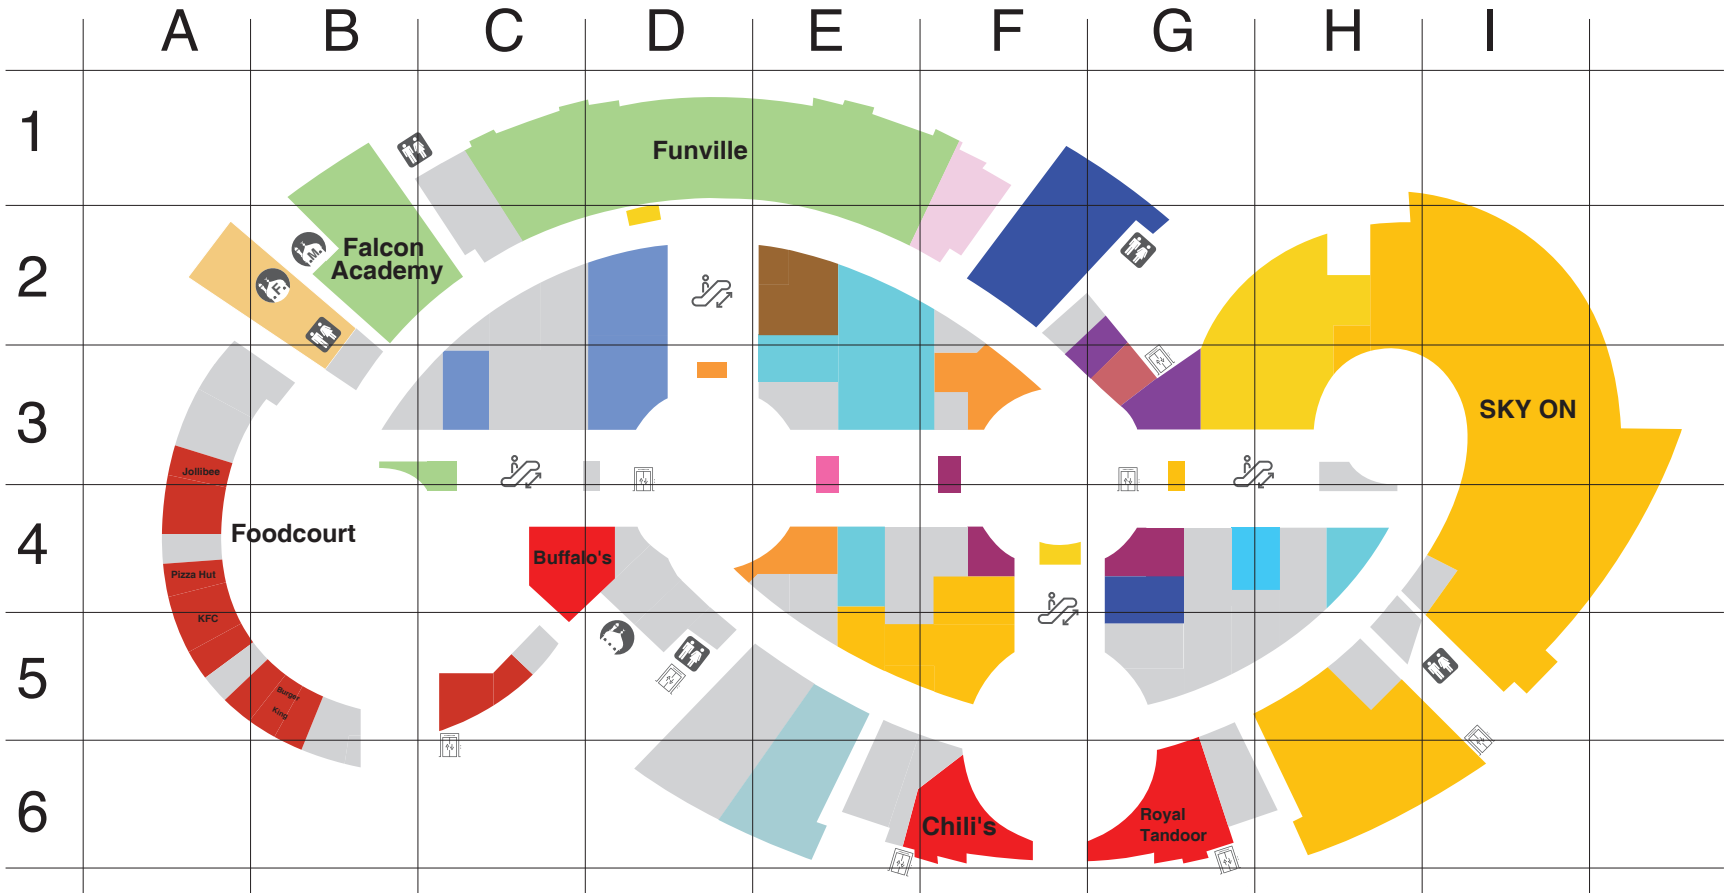 A B C D E F G H I
1
Funville
2
Falcon
Academy
.M.
.F.
3
SKY ON
Jollibee
4
Foodcourt
Buffalo's
Pizza Hut
KFC
5
Burger
King
6
Chili's
Royal
Tandoor